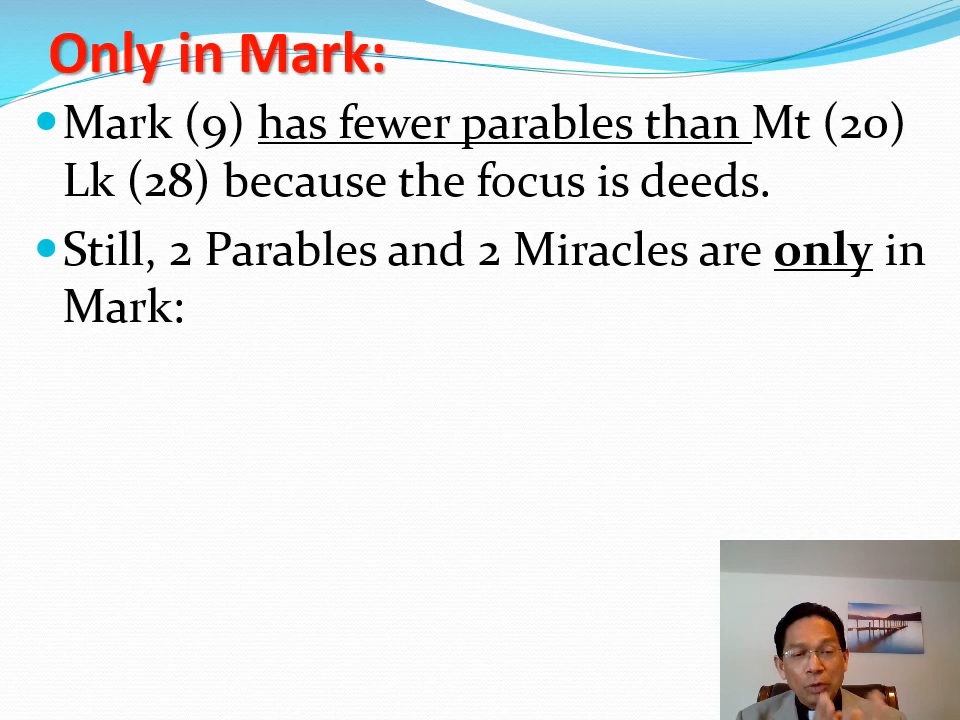 Only in Mark:
Mark (9) has fewer parables than Mt (20)
Lk (28) because the focus is deeds.
Still, 2 Parables and 2 Miracles are only in
Mark: